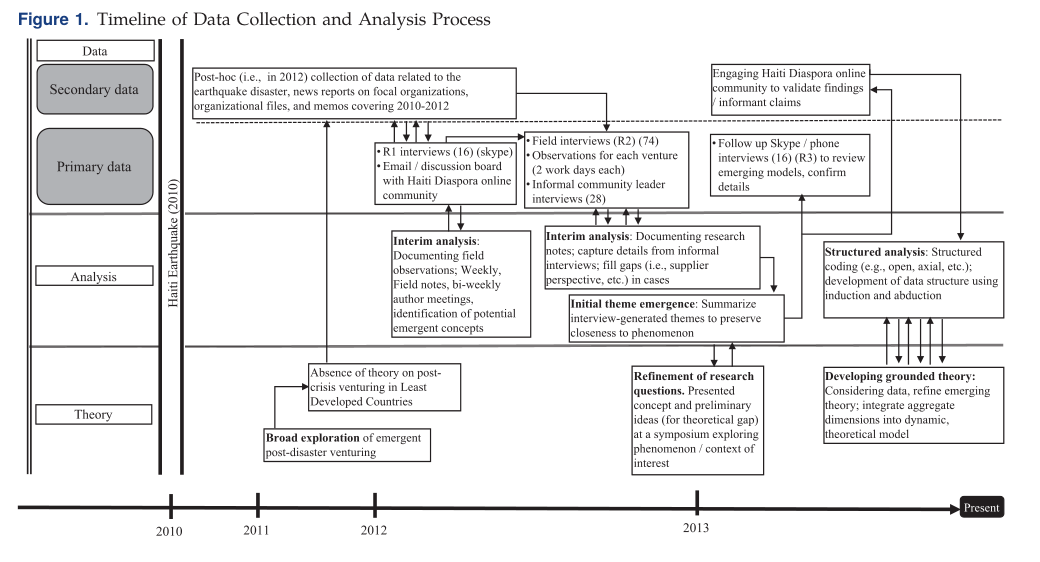 Figure 1. Timeline of Data Collection and Analysis Process
Data
Secondary data
Primary data
Analysis
Theory
Haiti Earthquake (2010)
Post-hoc (i.e., in 2012) collection of data related to the
earthquake disaster, news reports on focal organizations,
organizational files, and memos covering 2010-2012
Engaging Haiti Diaspora online
community to validate findings
/ informant claims
• R1 interviews (16) (skype)
• Email / discussion board
with Haiti Diaspora online
community
• Field interviews (R2) (74)
• Observations for each venture
(2 work days each)
• Informal community leader
interviews (28)
• Follow up Skype / phone
interviews (16) (R3) to review
emerging models, confirm
details
Interim analysis:
Documenting field
observations; Weekly,
Field notes, bi-weekly
author meetings,
identification of potential
emergent concepts
Interim analysis: Documenting research
notes; capture details from informal
interviews; fill gaps (i.e., supplier
perspective, etc.) in cases
Initial theme emergence: Summarize
interview-generated themes to preserve
closeness to phenomenon
Structured analysis: Structured
coding (e.g., open, axial, etc.);
development of data structure using
induction and abduction
Absence of theory on post-
crisis venturing in Least
Developed Countries
Broad exploration of emergent
post-disaster venturing
Refinement of research
questions. Presented
concept and preliminary
ideas (for theoretical gap)
at a symposium exploring
phenomenon / context of
interest
Developing grounded theory:
Considering data, refine emerging
theory; integrate aggregate
dimensions into dynamic,
theoretical model
2010
2011
2012
2013
Present